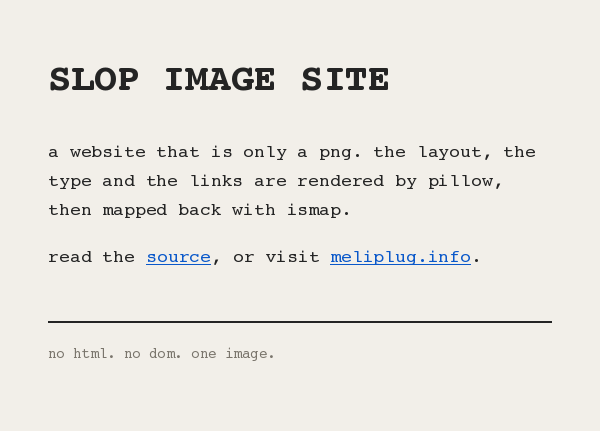 SLOP IMAGE SITE
a website that is only a png. the layout, the
type and the links are rendered by pillow,
then mapped back with ismap.
read the source, or visit meliplug.info.
no html. no dom. one image.